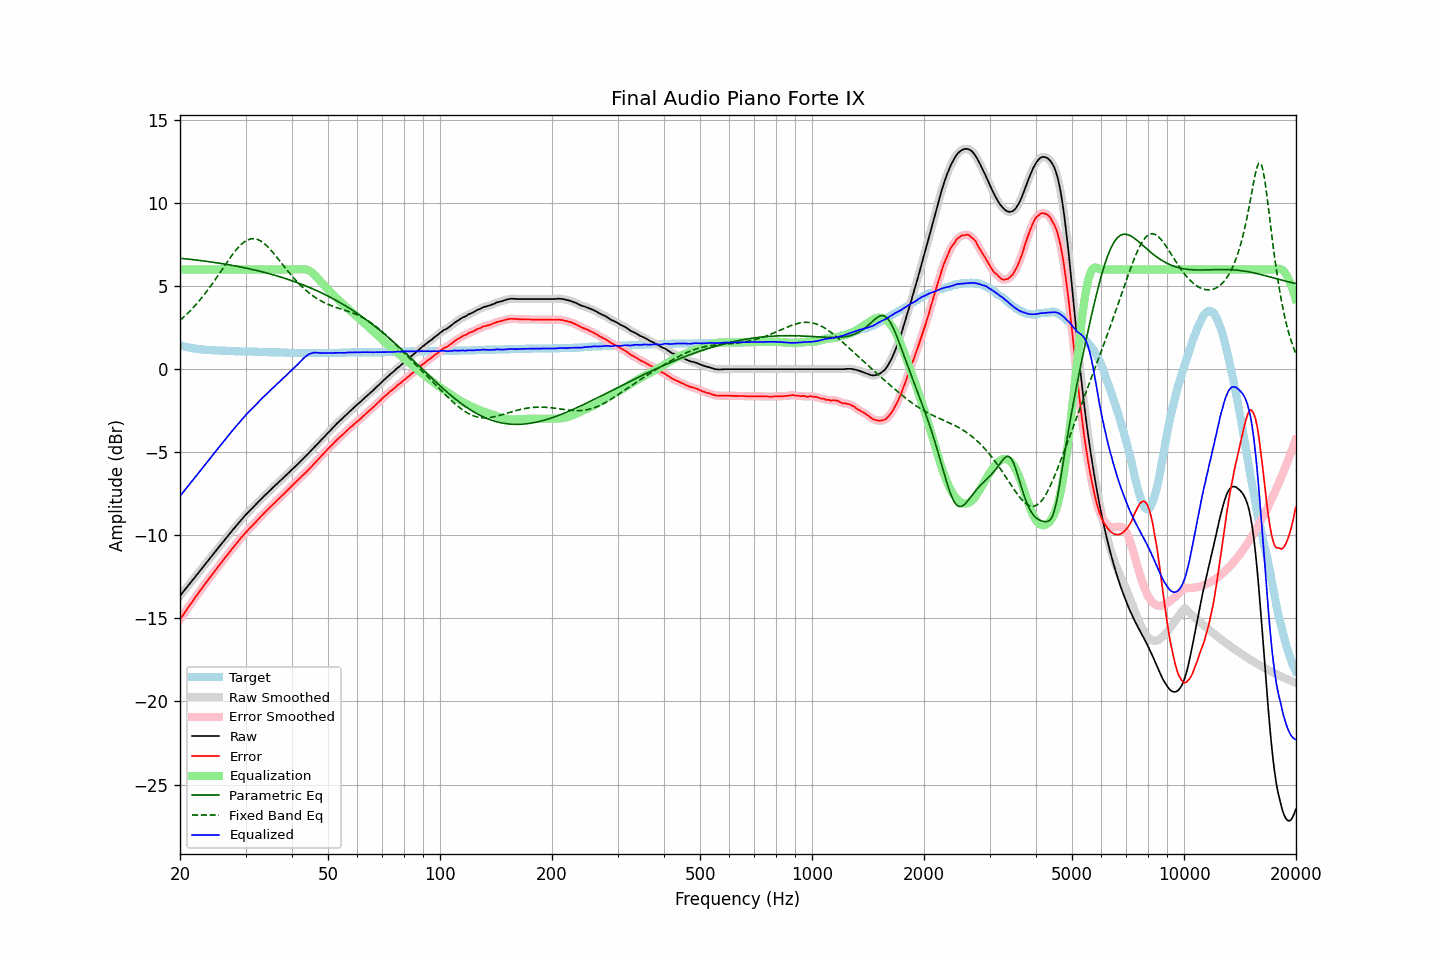 Final Audio Piano Forte IX
15
10
5
0
−5
−10
−15
−20
−25
Amplitude (dBr)
Target
Raw Smoothed
Error Smoothed
Raw
Error
Equalization
Parametric Eq
Fixed Band Eq
Equalized
20 50 100 200 500 1000 2000 5000 10000 20000
Frequency (Hz)